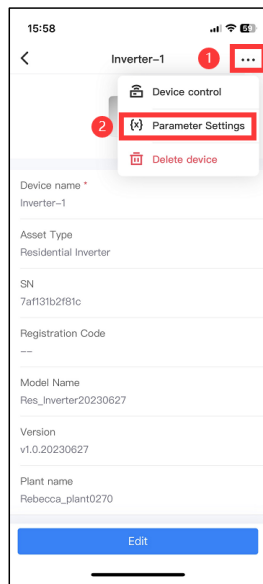 15:58
59
Inverter-1
1
...
Device control
2
{x} Parameter Settings
Delete device
Device name *
Inverter-1
Asset Type
Residential Inverter
SN
7af131b2f81c
Registration Code
--
Model Name
Res_Inverter20230627
Version
v1.0.20230627
Plant name
Rebecca_plant0270
Edit